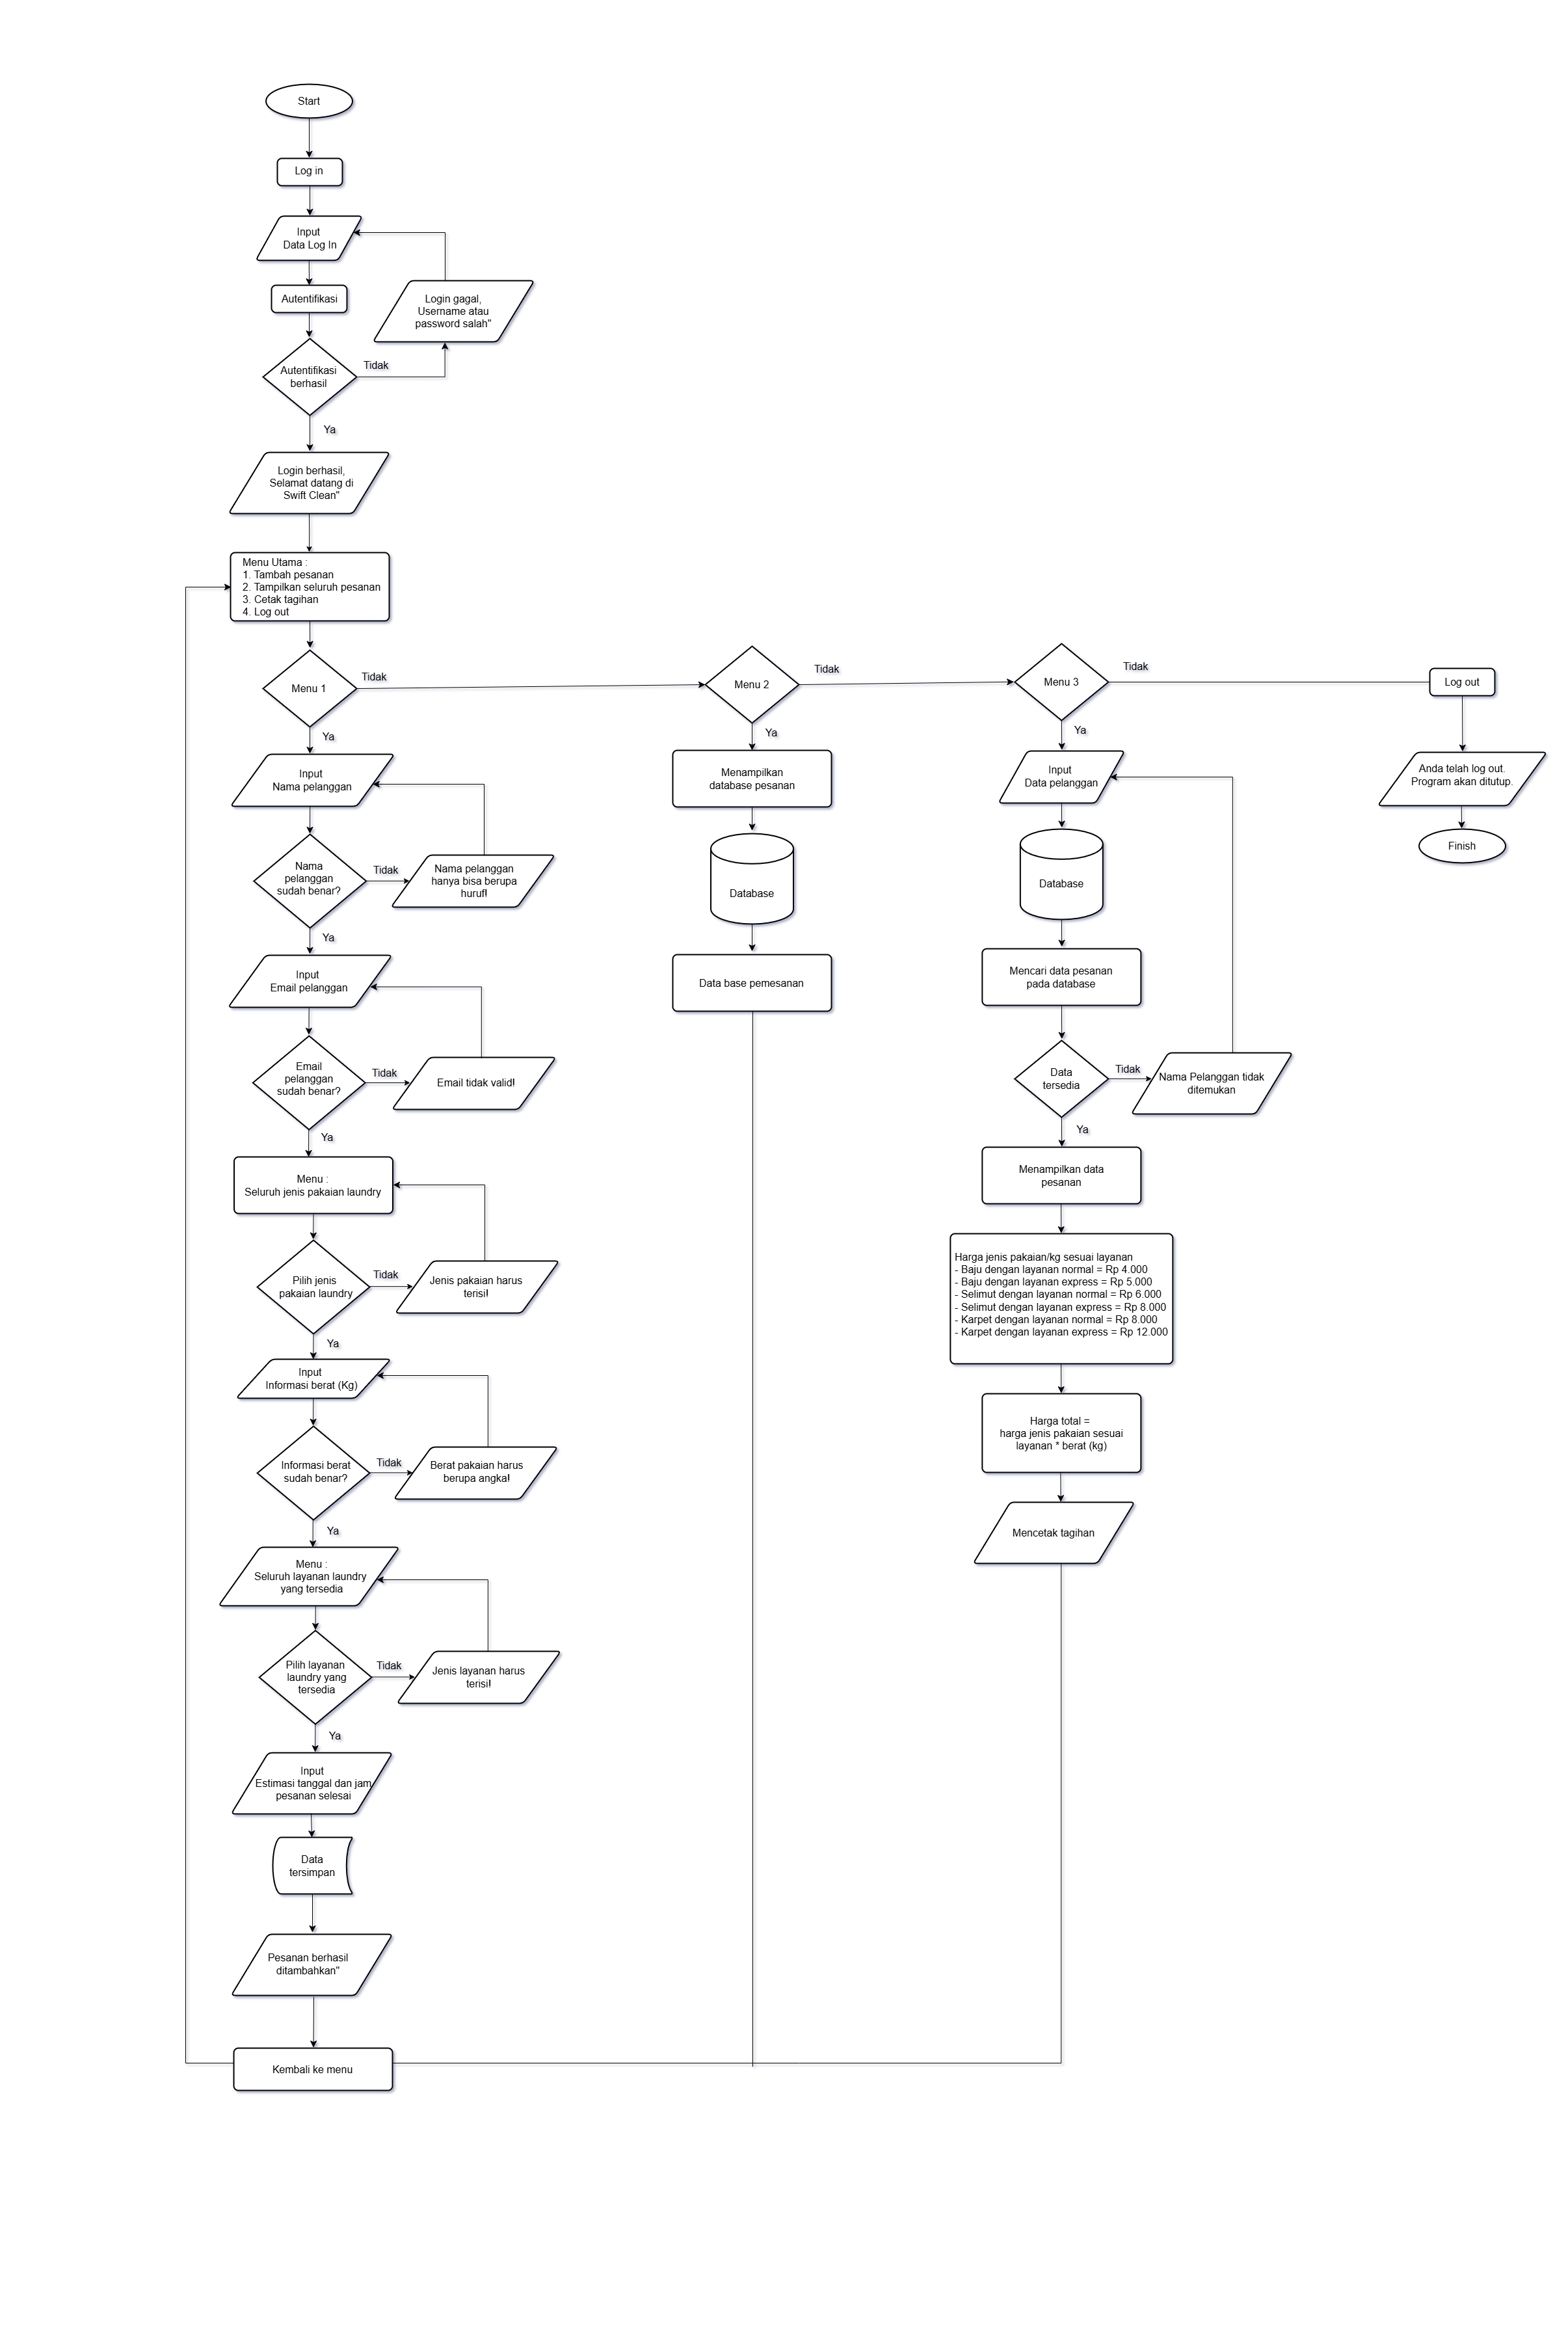 Start
Log in
Input
Data Log In
Autentifikasi
Login gagal,
Username atau
password salah"
Autentifikasi
berhasil
Tidak
Ya
Login berhasil,
Selamat datang di
Swift Clean"
Menu Utama :
1. Tambah pesanan
2. Tampilkan seluruh pesanan
3. Cetak tagihan
4. Log out
Menu 1
Tidak
Ya
Input
Nama pelanggan
Nama
pelanggan
sudah benar?
Tidak
Nama pelanggan
hanya bisa berupa
huruf!
Ya
Input
Email pelanggan
Email
pelanggan
sudah benar?
Tidak
Email tidak valid!
Ya
Menu :
Seluruh jenis pakaian laundry
Pilih jenis
pakaian laundry
Tidak
Jenis pakaian harus
terisi!
Ya
Input
Informasi berat (Kg)
Informasi berat
sudah benar?
Tidak
Berat pakaian harus
berupa angka!
Ya
Menu :
Seluruh layanan laundry
yang tersedia
Pilih layanan
laundry yang
tersedia
Tidak
Jenis layanan harus
terisi!
Ya
Input
Estimasi tanggal dan jam
pesanan selesai
Data
tersimpan
Pesanan berhasil
ditambahkan"
Kembali ke menu
Menu 2
Tidak
Ya
Menampilkan
database pesanan
Database
Data base pemesanan
Menu 3
Tidak
Ya
Input
Data pelanggan
Database
Mencari data pesanan
pada database
Data
tersedia
Tidak
Nama Pelanggan tidak
ditemukan
Ya
Menampilkan data
pesanan
Harga jenis pakaian/kg sesuai layanan
- Baju dengan layanan normal = Rp 4.000
- Baju dengan layanan express = Rp 5.000
- Selimut dengan layanan normal = Rp 6.000
- Selimut dengan layanan express = Rp 8.000
- Karpet dengan layanan normal = Rp 8.000
- Karpet dengan layanan express = Rp 12.000
Harga total =
harga jenis pakaian sesuai
layanan * berat (kg)
Mencetak tagihan
Log out
Anda telah log out.
Program akan ditutup.
Finish